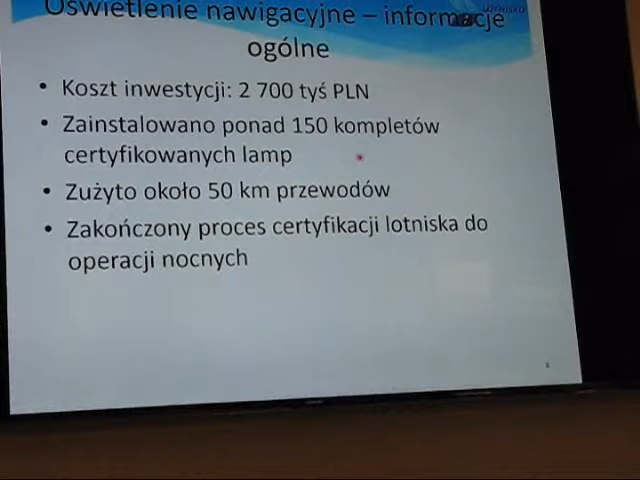 Oświetlenie nawigacyjne – informacje
ogólne
• Koszt inwestycji: 2 700 tyś PLN
• Zainstalowano ponad 150 kompletów
certyfikowanych lamp
• Zużyto około 50 km przewodów
• Zakończony proces certyfikacji lotniska do
operacji nocnych